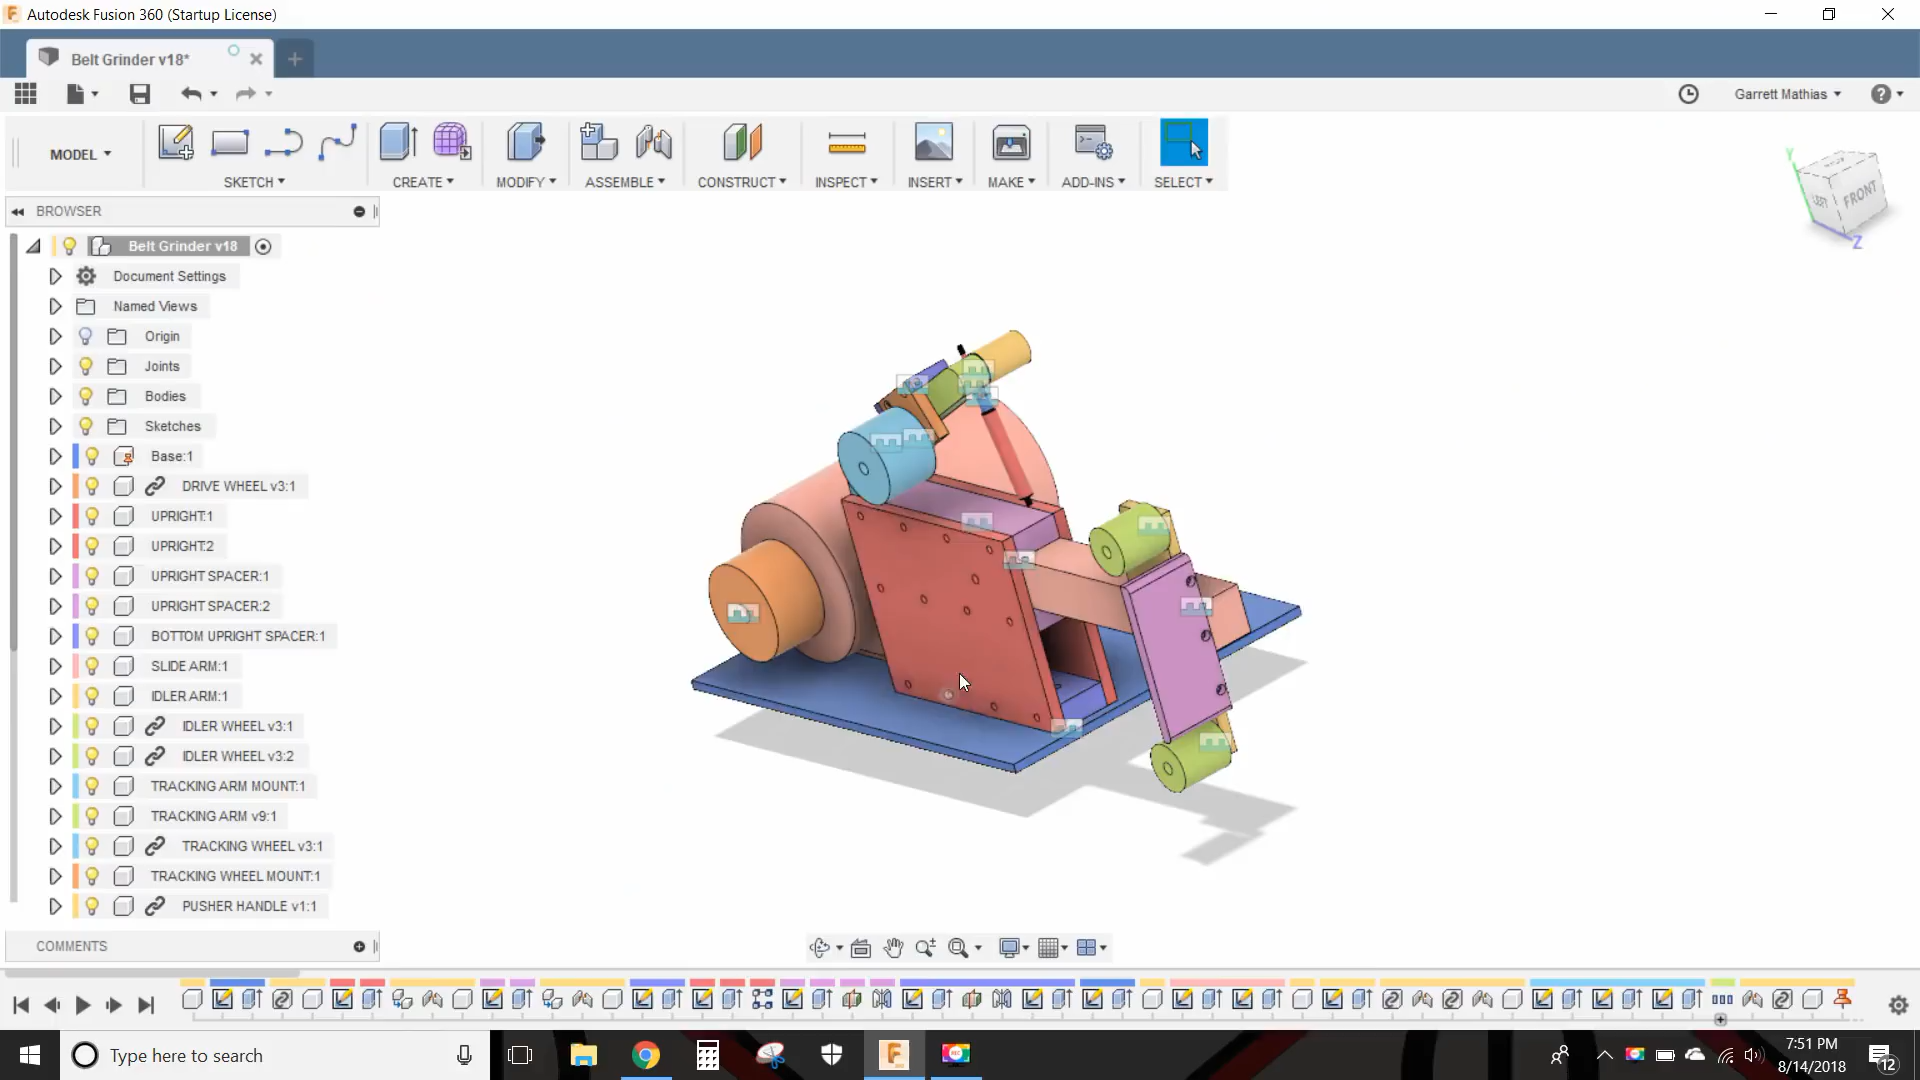 Autodesk Fusion 360 (Startup License)
Belt Grinder v18*
Garrett Mathias
MODEL
SKETCH
CREATE
MODIFY
ASSEMBLE
CONSTRUCT
INSPECT
INSERT
MAKE
ADD-INS
SELECT
Y
LEFT
FRONT
Z
BROWSER
Belt Grinder v18
Document Settings
Named Views
Origin
Joints
Bodies
Sketches
Base:1
DRIVE WHEEL v3:1
UPRIGHT:1
UPRIGHT:2
UPRIGHT SPACER:1
UPRIGHT SPACER:2
BOTTOM UPRIGHT SPACER:1
SLIDE ARM:1
IDLER ARM:1
IDLER WHEEL v3:1
IDLER WHEEL v3:2
TRACKING ARM MOUNT:1
TRACKING ARM v9:1
TRACKING WHEEL v3:1
TRACKING WHEEL MOUNT:1
PUSHER HANDLE v1:1
COMMENTS
Type here to search
7:51 PM
8/14/2018
12